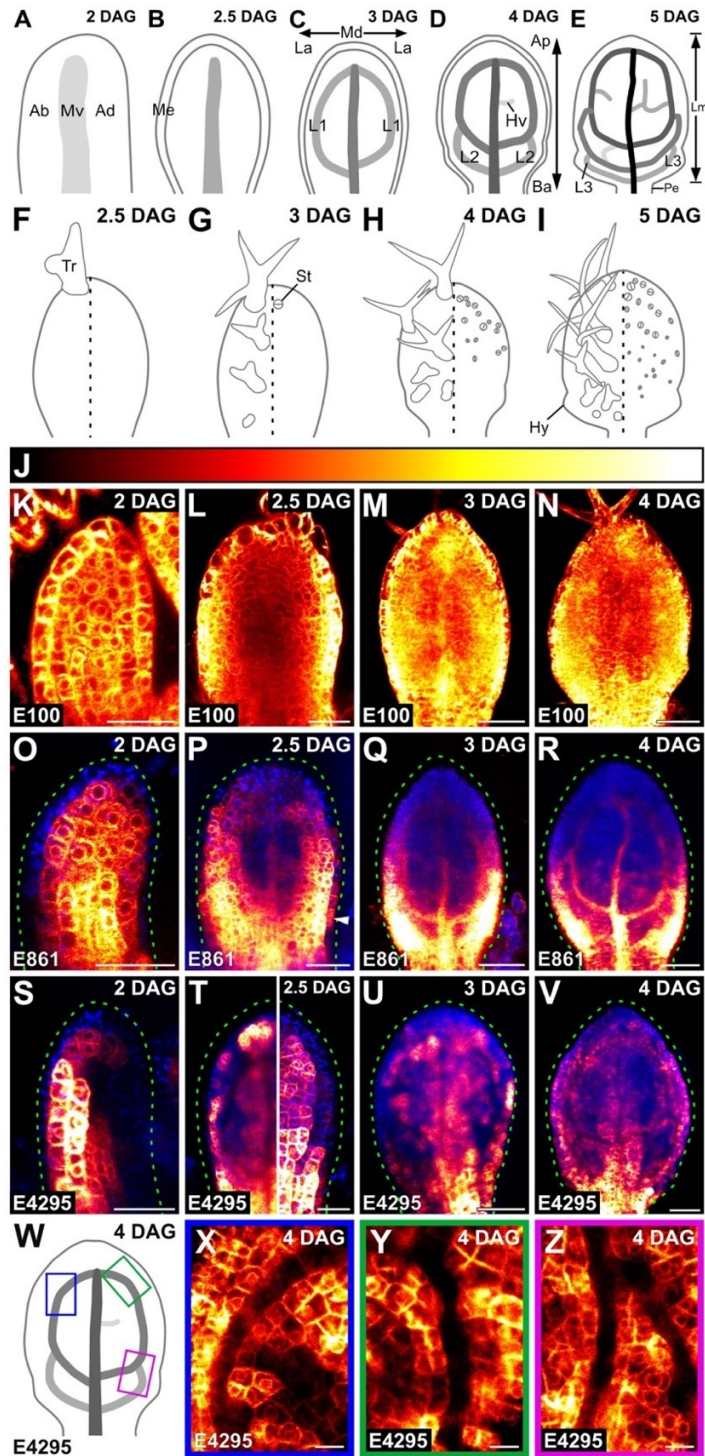 A 2 DAG B 2.5 DAG C 3 DAG D 4 DAG E 5 DAG
La Md La Ap
Ab Mv Ad Me L1 L1 Hv Lm
L2 L2 L3 L3
Ba Pe
F 2.5 DAG G 3 DAG H 4 DAG I 5 DAG
Tr St
Hy
J
K 2 DAG L 2.5 DAG M 3 DAG N 4 DAG
E100 E100 E100 E100
O 2 DAG P 2.5 DAG Q 3 DAG R 4 DAG
E861 E861 E861 E861
S 2 DAG T 2.5 DAG U 3 DAG V 4 DAG
E4295 E4295 E4295 E4295
W 4 DAG X 4 DAG Y 4 DAG Z 4 DAG
E4295 E4295 E4295 E4295